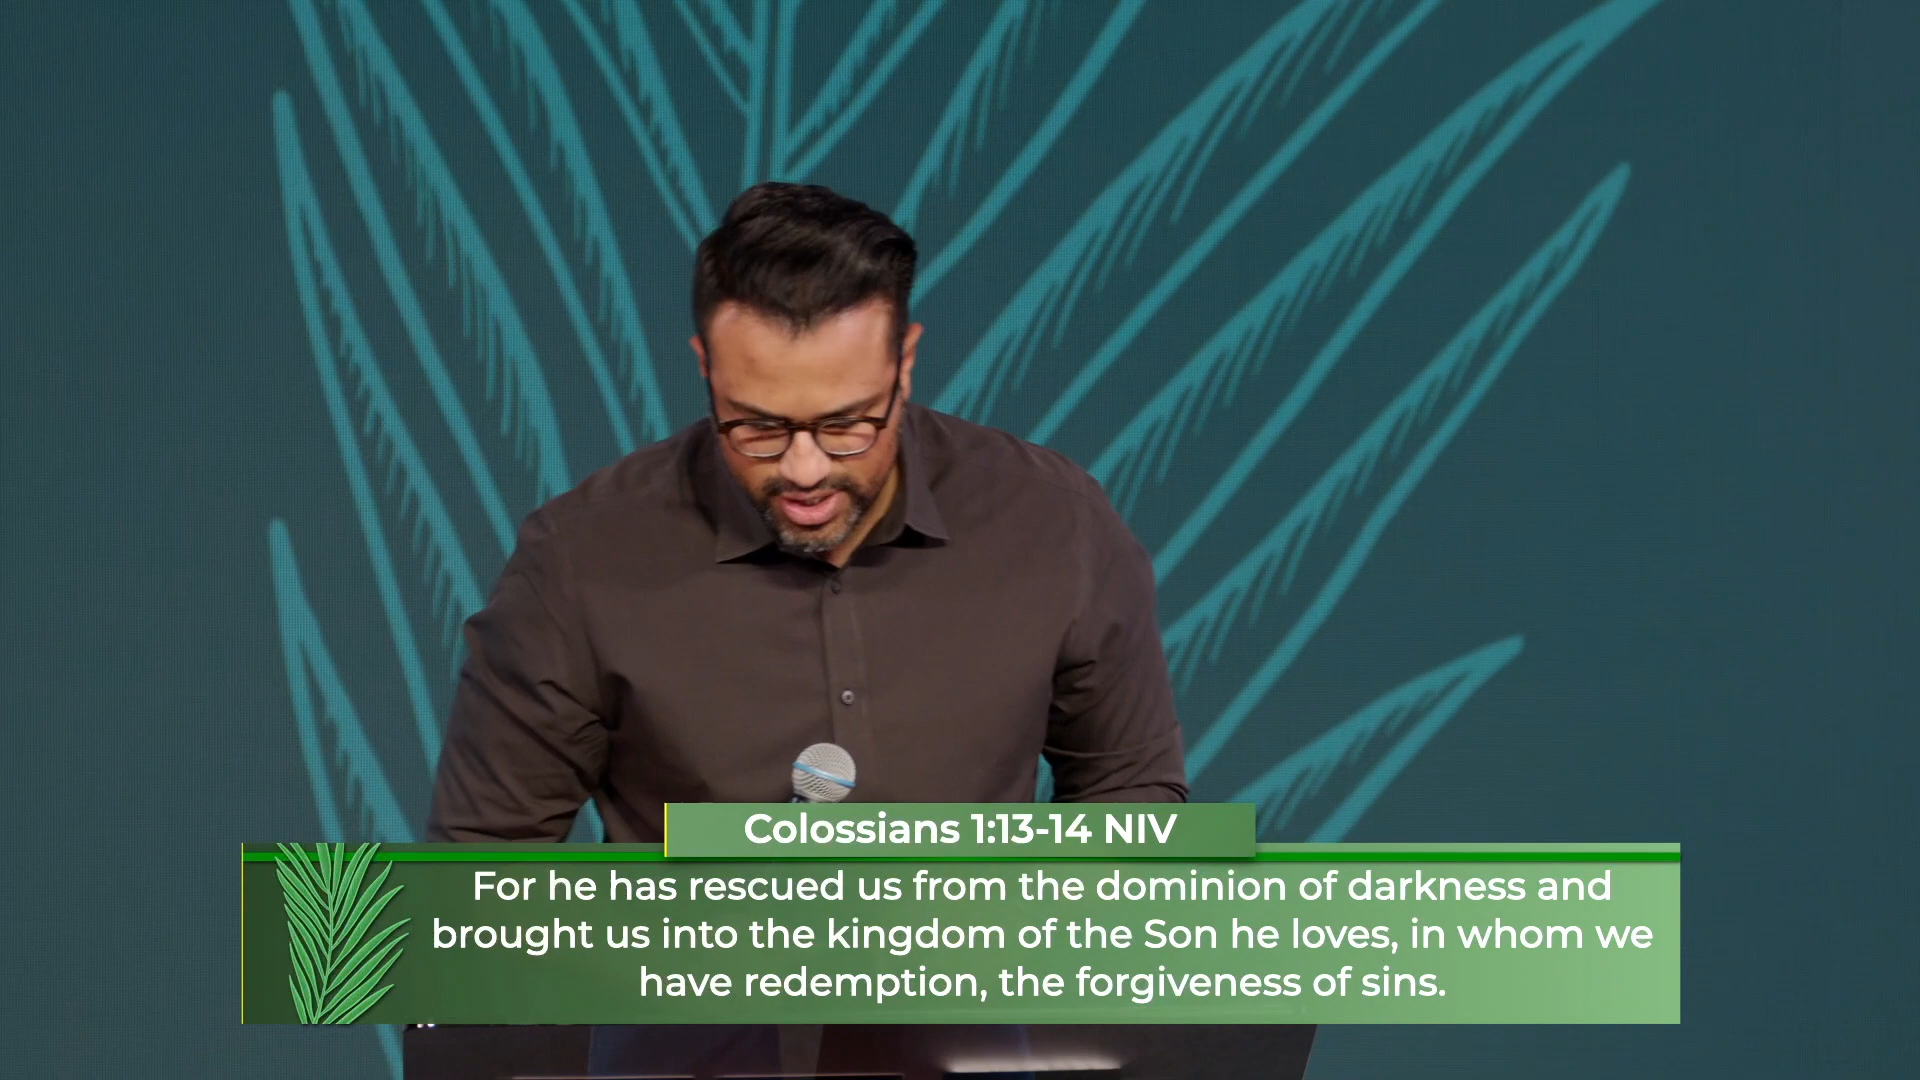 Colossians 1:13-14 NIV
For he has rescued us from the dominion of darkness and
brought us into the kingdom of the Son he loves, in whom we
have redemption, the forgiveness of sins.